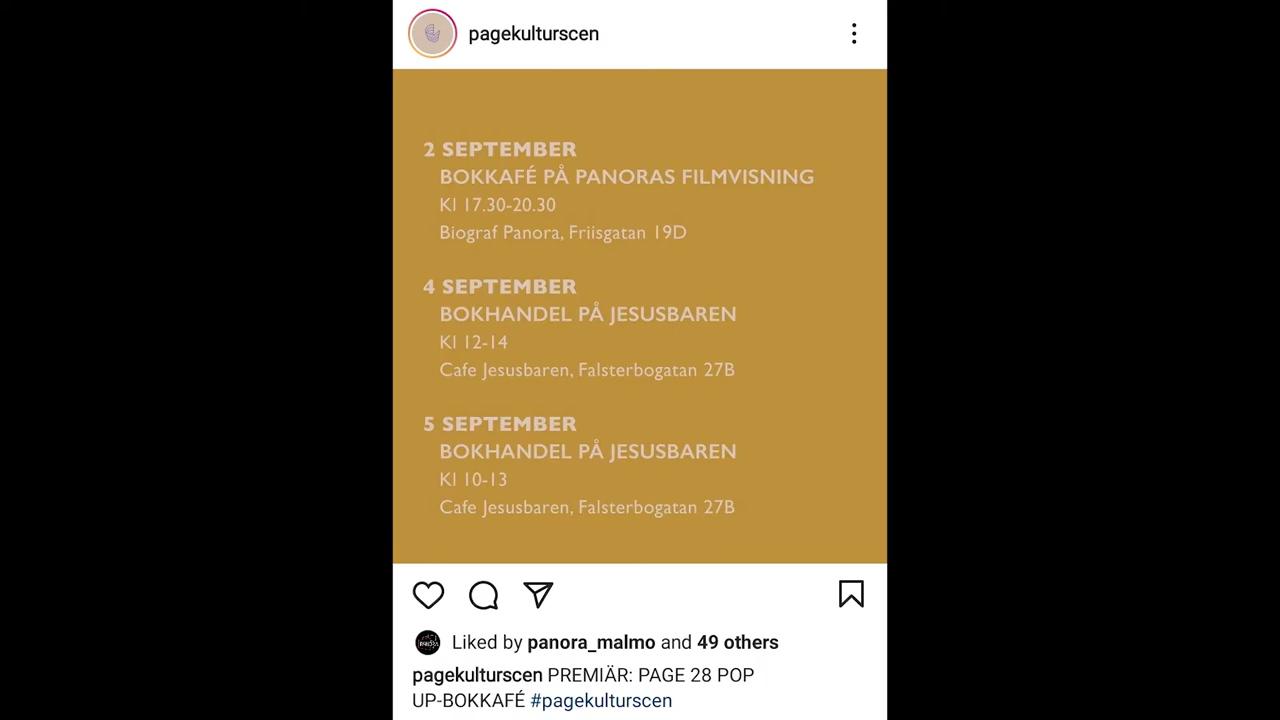 pagekulturscen
2 SEPTEMBER
BOKKAFÉ PÅ PANORAS FILMVISNING
Kl 17.30-20.30
Biograf Panora, Friisgatan 19D
4 SEPTEMBER
BOKHANDEL PÅ JESUSBAREN
Kl 12-14
Cafe Jesusbaren, Falsterbogatan 27B
5 SEPTEMBER
BOKHANDEL PÅ JESUSBAREN
Kl 10-13
Cafe Jesusbaren, Falsterbogatan 27B
Liked by panora_malmo and 49 others
pagekulturscen PREMIÄR: PAGE 28 POP
UP-BOKKAFÉ #pagekulturscen